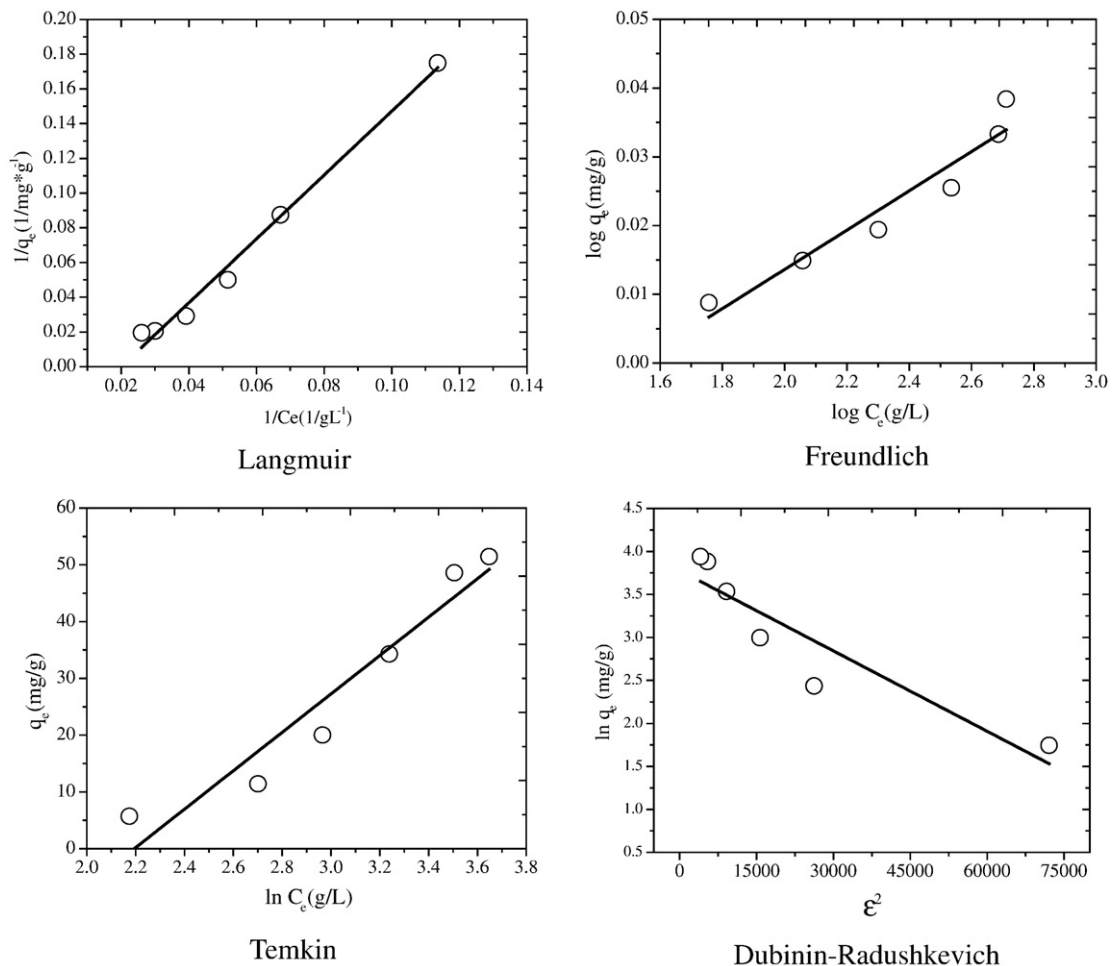 0.20
0.18
0.16
0.14
0.12
0.10
0.08
0.06
0.04
0.02
0.00
1/qe(1/mg*g-1)
0.02 0.04 0.06 0.08 0.10 0.12 0.14
1/Ce(1/gL-1)
Langmuir
0.05
0.04
0.03
0.02
0.01
0.00
log qe(mg/g)
1.6 2.0 2.2 2.4 2.6 2.8 3.0
log Ce(g/L)
Freundlich
60
50
40
30
20
10
0
qe(mg/g)
2.0 2.2 2.4 2.6 2.8 3.0 3.2 3.4 3.6 3.8
ln Ce(g/L)
Temkin
4.5
4.0
3.5
3.0
2.5
2.0
1.5
1.0
0.5
ln qe (mg/g)
0 15000 30000 45000 60000 75000
ε2
Dubinin-Radushkevich